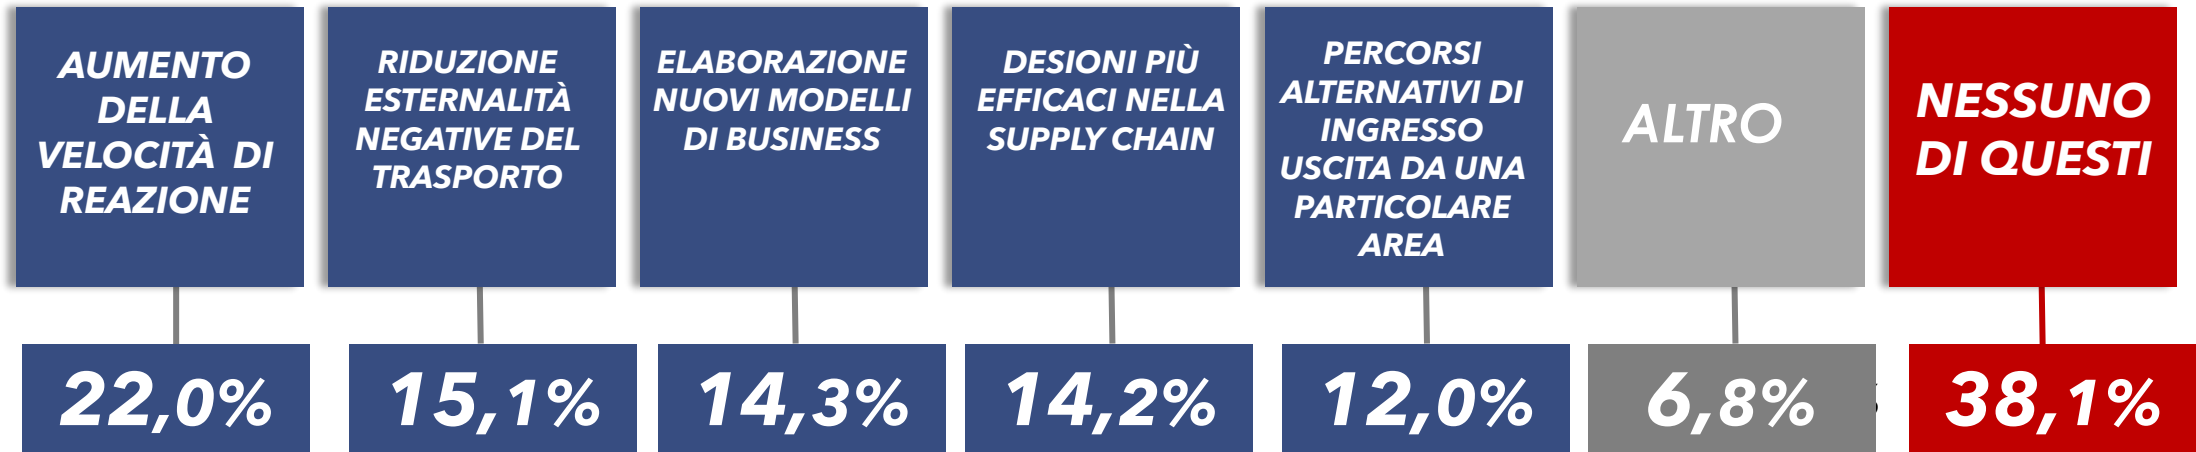 AUMENTO
DELLA
VELOCITÀ DI
REAZIONE
RIDUZIONE
ESTERNALITÀ
NEGATIVE DEL
TRASPORTO
ELABORAZIONE
NUOVI MODELLI
DI BUSINESS
DESIONI PIÙ
EFFICACI NELLA
SUPPLY CHAIN
PERCORSI
ALTERNATIVI DI
INGRESSO
USCITA DA UNA
PARTICOLARE
AREA
ALTRO
NESSUNO
DI QUESTI
22,0%
15,1%
14,3%
14,2%
12,0%
6,8%
38,1%